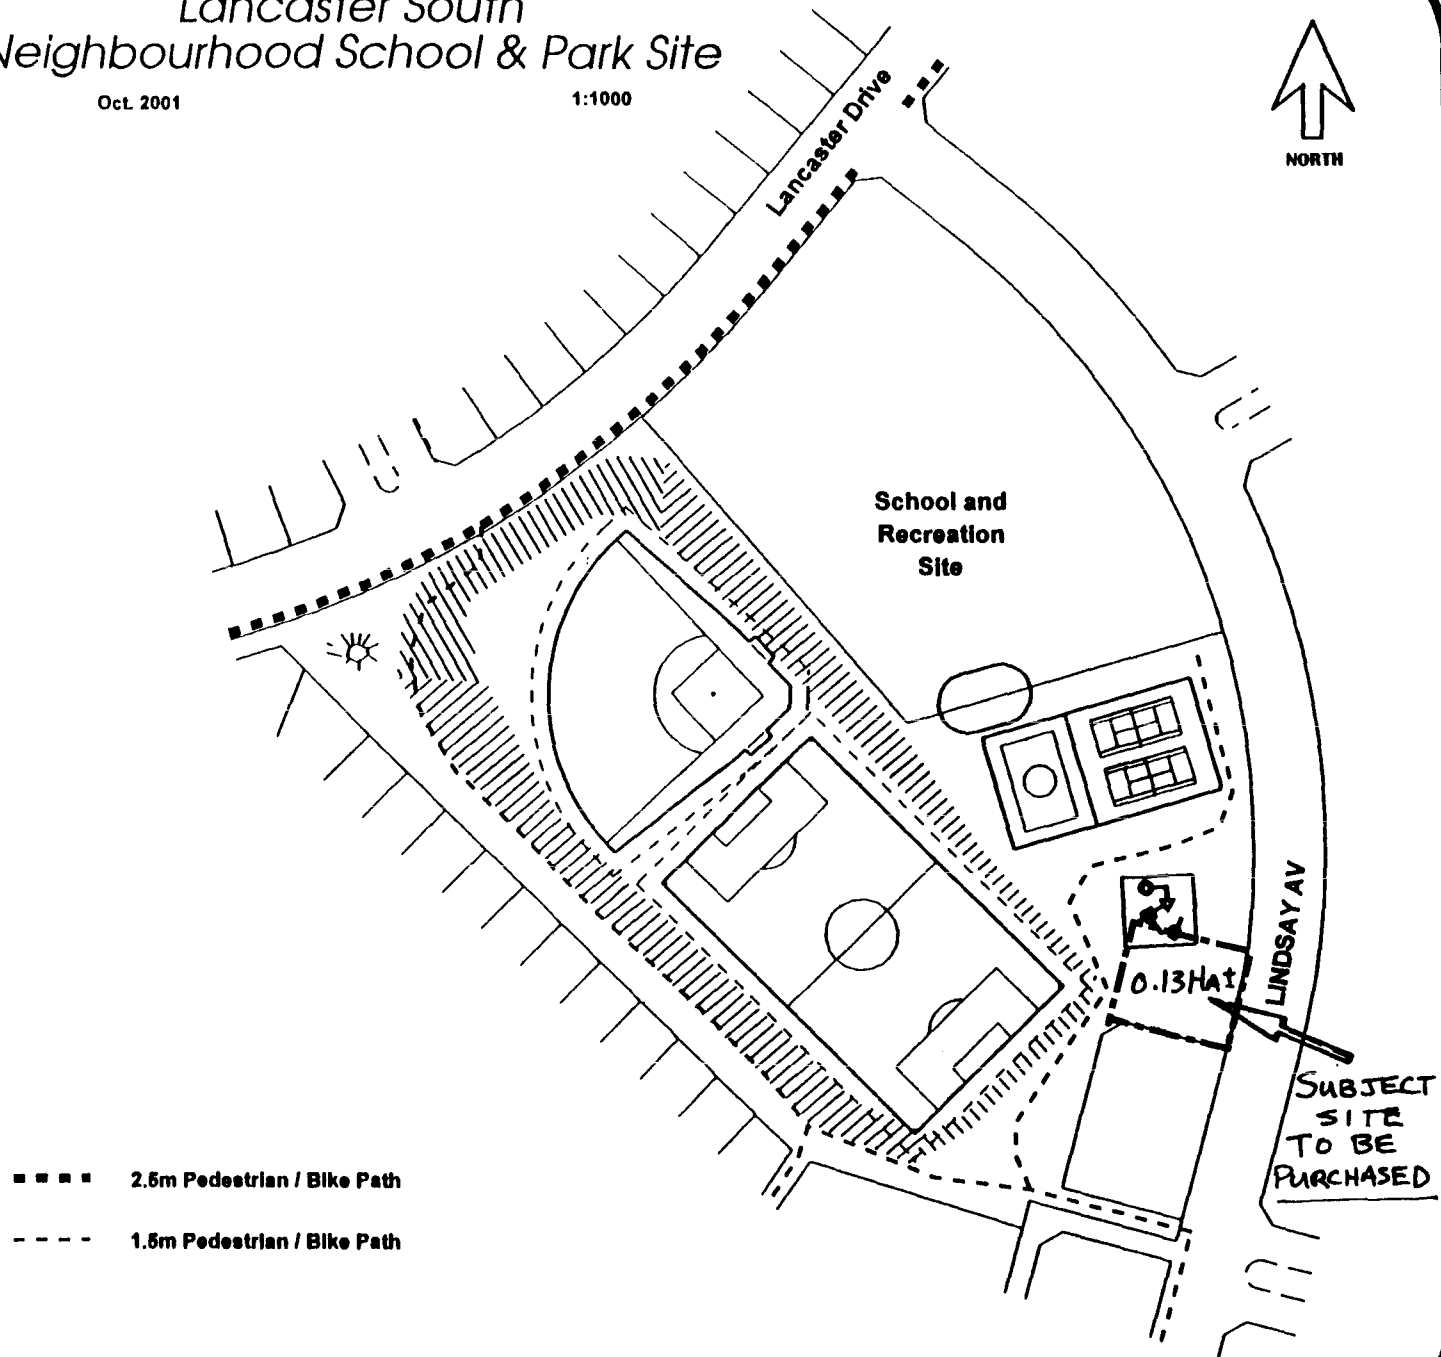 Lancaster South
Neighbourhood School & Park Site
Oct. 2001
1:1000
NORTH
Lancaster Drive
School and
Recreation
Site
LINDSAY AV
0.13HA±
SUBJECT
SITE
TO BE
PURCHASED
2.5m Pedestrian / Bike Path
1.5m Pedestrian / Bike Path